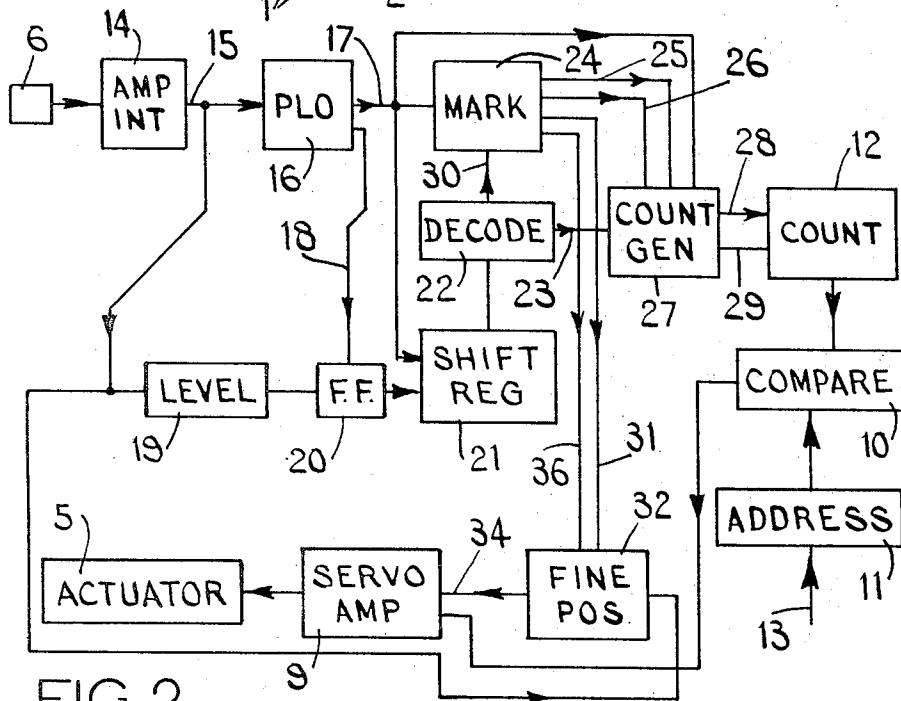 14
15
17
24
25
6
26
AMP
INT
PLO
MARK
28
12
16
30
18
DECODE
COUNT
GEN
COUNT
22
23
27
29
LEVEL
F.F.
SHIFT
REG
COMPARE
19
20
21
36
31
10
5
34
32
ADDRESS
ACTUATOR
SERVO
AMP
FINE
POS
11
13
9
FIG 2